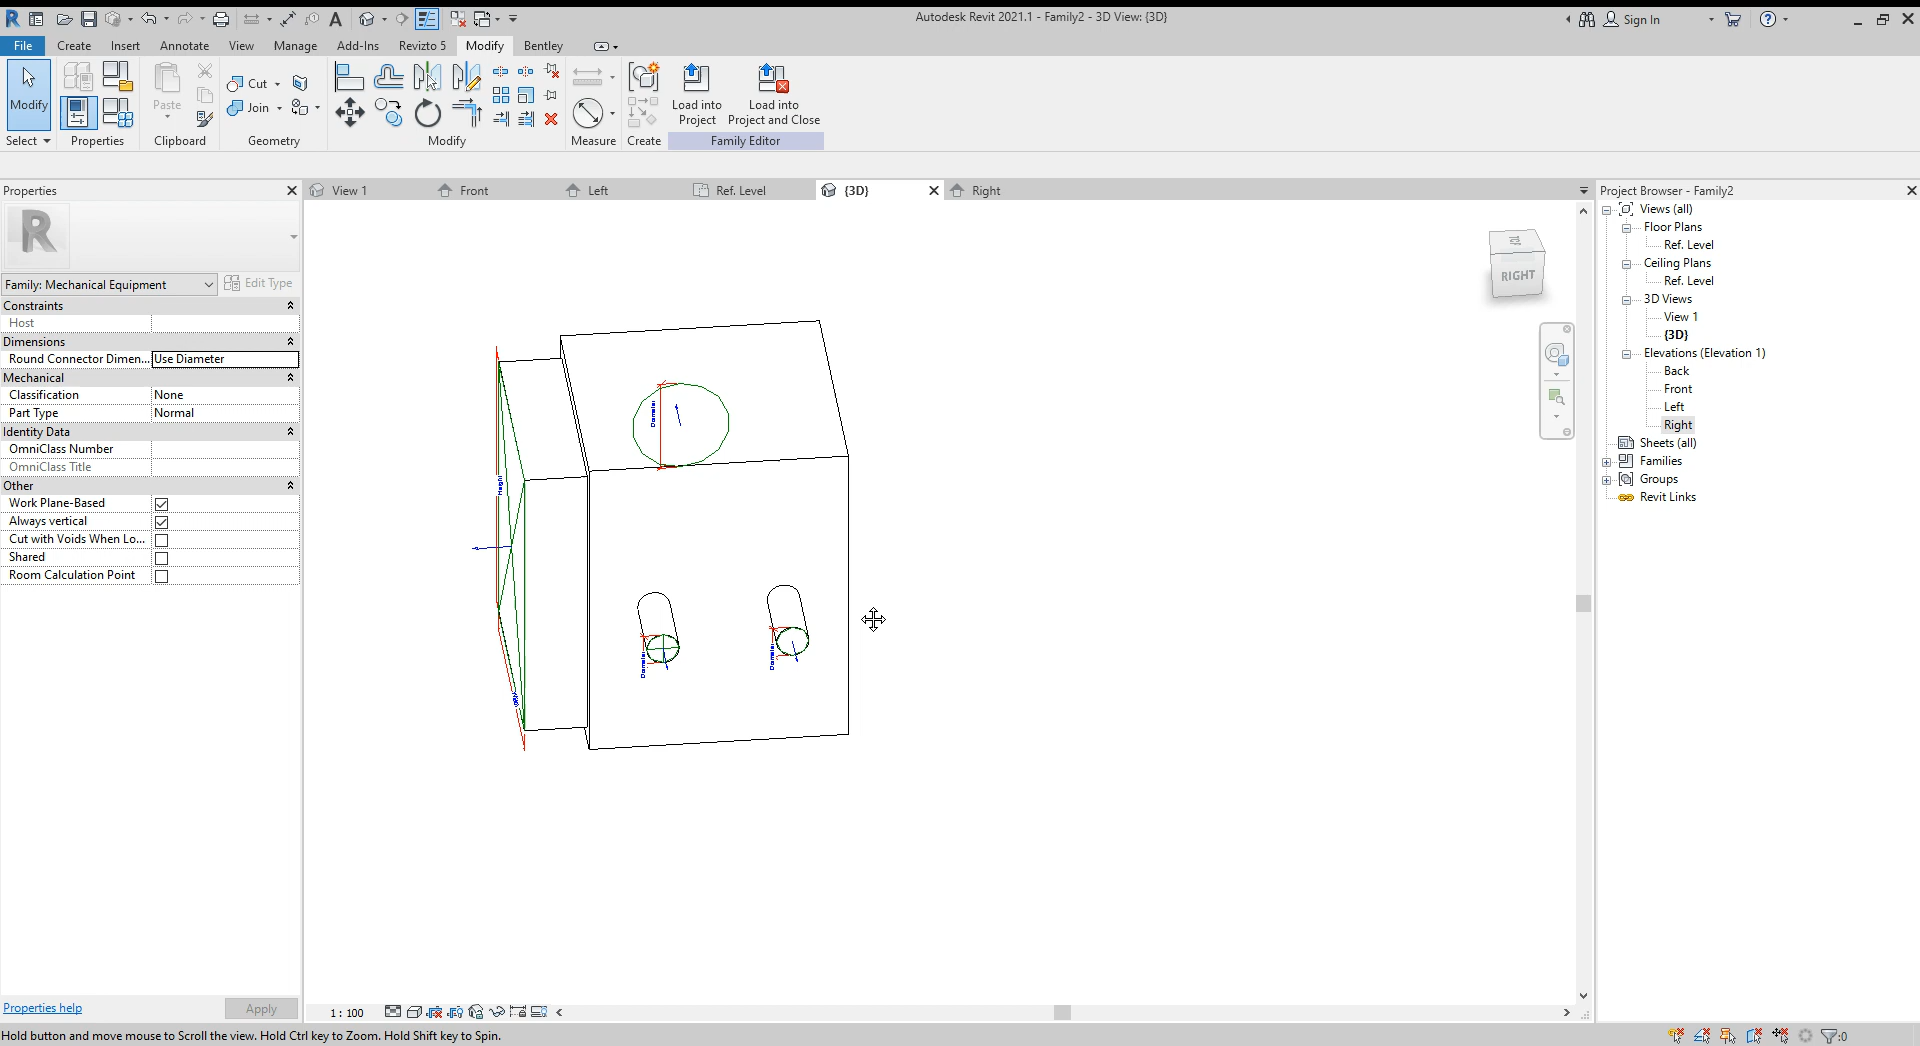 Autodesk Revit 2021.1 - Family2 - 3D View: {3D}
Sign In
File Create Insert Annotate View Manage Add-Ins Revizto 5 Modify Bentley
Modify
Paste
Cut
Join
Load into
Project
Load into
Project and Close
Select Properties Clipboard Geometry Modify Measure Create Family Editor
Properties
View 1 Front Left Ref. Level {3D} Right
Project Browser - Family2
Family: Mechanical Equipment
Edit Type
Constraints
Host
Dimensions
Round Connector Dimen... Use Diameter
Mechanical
Classification None
Part Type Normal
Identity Data
OmniClass Number
OmniClass Title
Other
Work Plane-Based
Always vertical
Cut with Voids When Lo...
Shared
Room Calculation Point
Properties help
Apply
Views (all)
Floor Plans
Ref. Level
Ceiling Plans
Ref. Level
3D Views
View 1
{3D}
Elevations (Elevation 1)
Back
Front
Left
Right
Sheets (all)
Families
Groups
Revit Links
RIGHT
Diameter
Height
Diameter
Diameter
1 : 100
Hold button and move mouse to Scroll the view. Hold Ctrl key to Zoom. Hold Shift key to Spin.
:0